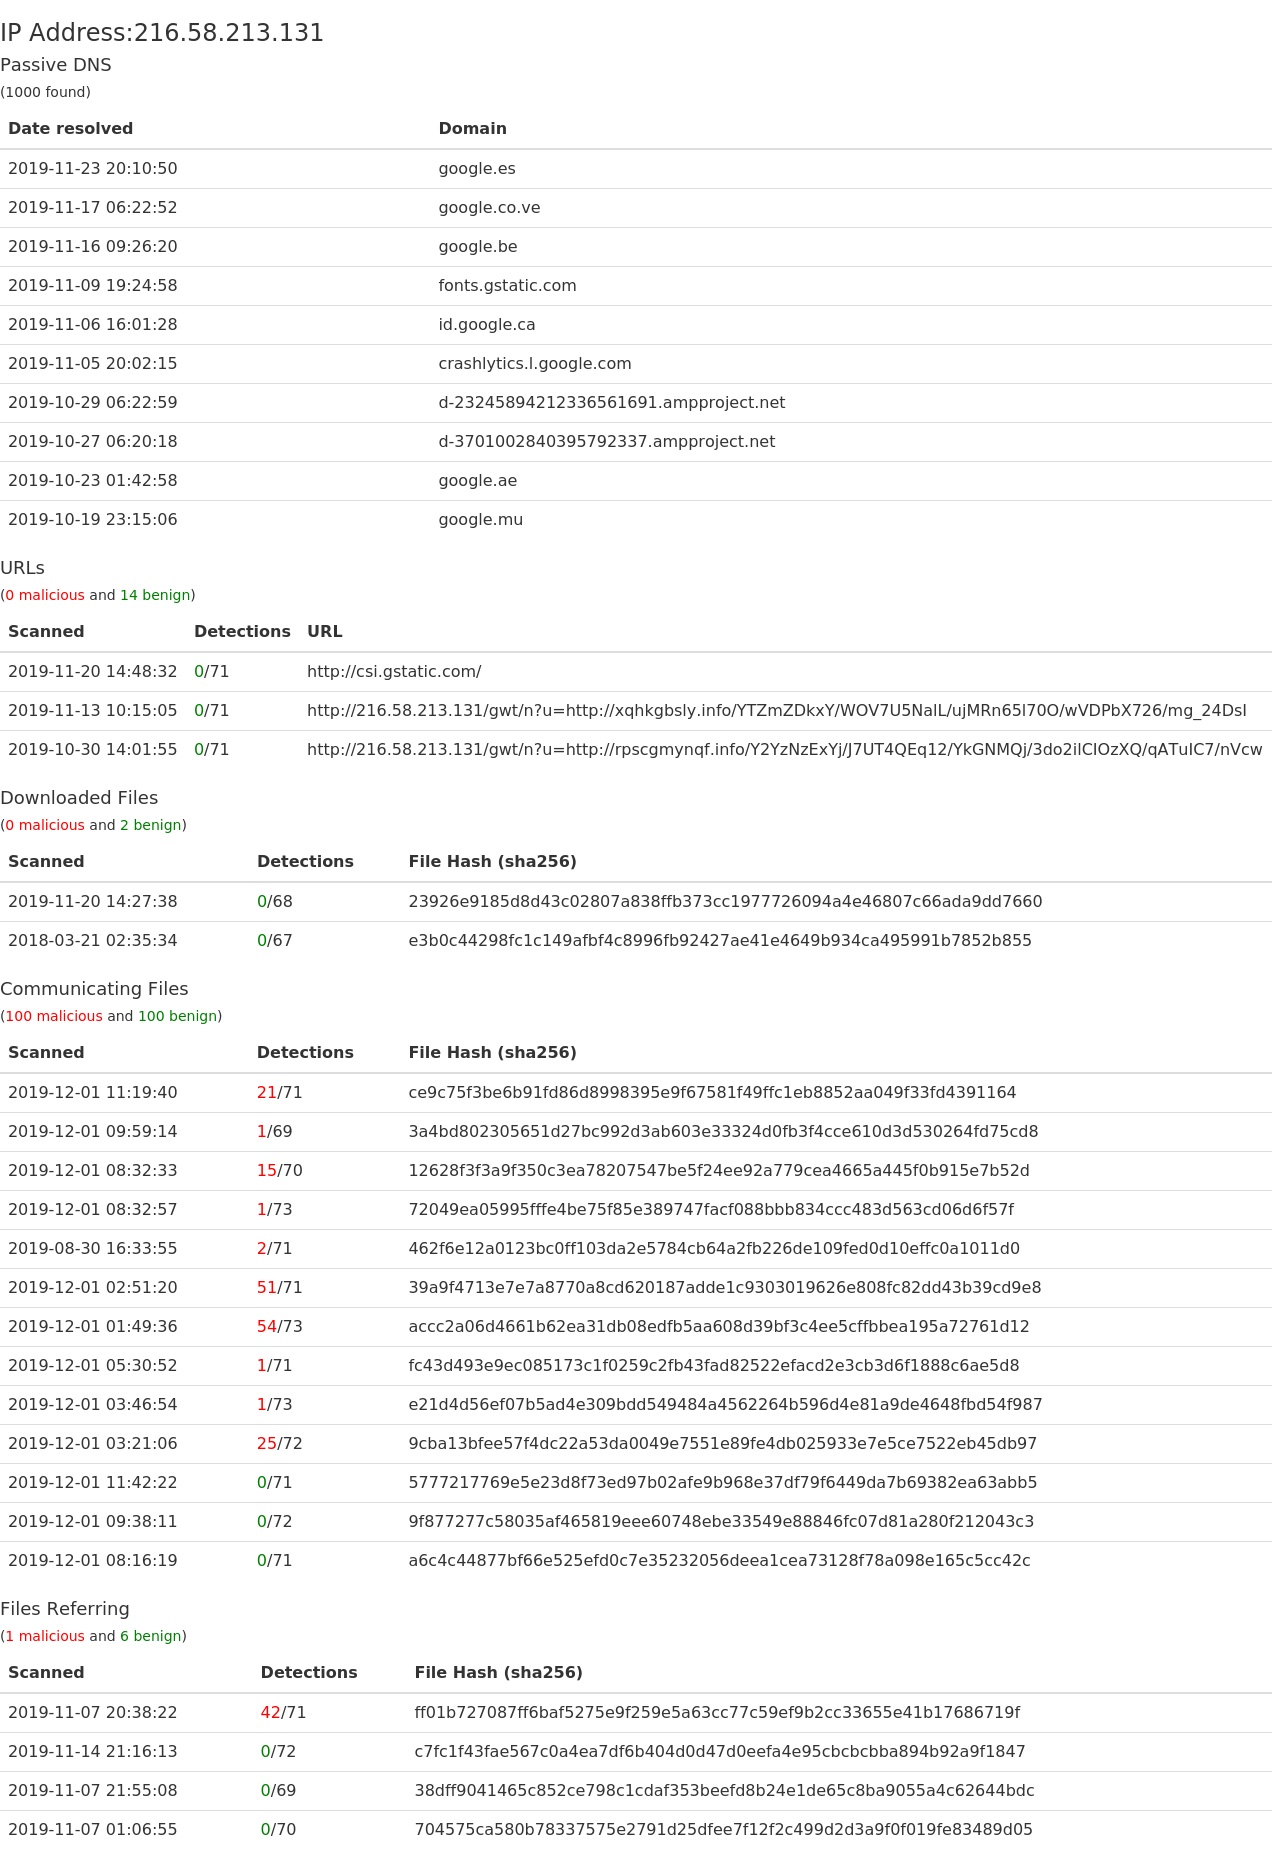 IP Address:216.58.213.131
Passive DNS
(1000 found)
Date resolved Domain
2019-11-23 20:10:50 google.es
2019-11-17 06:22:52 google.co.ve
2019-11-16 09:26:20 google.be
2019-11-09 19:24:58 fonts.gstatic.com
2019-11-06 16:01:28 id.google.ca
2019-11-05 20:02:15 crashlytics.l.google.com
2019-10-29 06:22:59 d-23245894212336561691.ampproject.net
2019-10-27 06:20:18 d-3701002840395792337.ampproject.net
2019-10-23 01:42:58 google.ae
2019-10-19 23:15:06 google.mu
URLs
(0 malicious and 14 benign)
Scanned Detections URL
2019-11-20 14:48:32 0/71 http://csi.gstatic.com/
2019-11-13 10:15:05 0/71 http://216.58.213.131/gwt/n?u=http://xqhkgbsly.info/YTZmZDkxY/WOV7U5NalL/ujMRn65l70O/wVDPbX726/mg_24DsI
2019-10-30 14:01:55 0/71 http://216.58.213.131/gwt/n?u=http://rpscgmynqf.info/Y2YzNzExYj/J7UT4QEq12/YkGNMQj/3do2ilCIOzXQ/qATuIC7/nVcw
Downloaded Files
(0 malicious and 2 benign)
Scanned Detections File Hash (sha256)
2019-11-20 14:27:38 0/68 23926e9185d8d43c02807a838ffb373cc1977726094a4e46807c66ada9dd7660
2018-03-21 02:35:34 0/67 e3b0c44298fc1c149afbf4c8996fb92427ae41e4649b934ca495991b7852b855
Communicating Files
(100 malicious and 100 benign)
Scanned Detections File Hash (sha256)
2019-12-01 11:19:40 21/71 ce9c75f3be6b91fd86d8998395e9f67581f49ffc1eb8852aa049f33fd4391164
2019-12-01 09:59:14 1/69 3a4bd802305651d27bc992d3ab603e33324d0fb3f4cce610d3d530264fd75cd8
2019-12-01 08:32:33 15/70 12628f3f3a9f350c3ea78207547be5f24ee92a779cea4665a445f0b915e7b52d
2019-12-01 08:32:57 1/73 72049ea05995fffe4be75f85e389747facf088bbb834ccc483d563cd06d6f57f
2019-08-30 16:33:55 2/71 462f6e12a0123bc0ff103da2e5784cb64a2fb226de109fed0d10effc0a1011d0
2019-12-01 02:51:20 51/71 39a9f4713e7e7a8770a8cd620187adde1c9303019626e808fc82dd43b39cd9e8
2019-12-01 01:49:36 54/73 accc2a06d4661b62ea31db08edfb5aa608d39bf3c4ee5cffbbea195a72761d12
2019-12-01 05:30:52 1/71 fc43d493e9ec085173c1f0259c2fb43fad82522efacd2e3cb3d6f1888c6ae5d8
2019-12-01 03:46:54 1/73 e21d4d56ef07b5ad4e309bdd549484a4562264b596d4e81a9de4648fbd54f987
2019-12-01 03:21:06 25/72 9cba13bfee57f4dc22a53da0049e7551e89fe4db025933e7e5ce7522eb45db97
2019-12-01 11:42:22 0/71 5777217769e5e23d8f73ed97b02afe9b968e37df79f6449da7b69382ea63abb5
2019-12-01 09:38:11 0/72 9f877277c58035af465819eee60748ebe33549e88846fc07d81a280f212043c3
2019-12-01 08:16:19 0/71 a6c4c44877bf66e525efd0c7e35232056deea1cea73128f78a098e165c5cc42c
Files Referring
(1 malicious and 6 benign)
Scanned Detections File Hash (sha256)
2019-11-07 20:38:22 42/71 ff01b727087ff6baf5275e9f259e5a63cc77c59ef9b2cc33655e41b17686719f
2019-11-14 21:16:13 0/72 c7fc1f43fae567c0a4ea7df6b404d0d47d0eefa4e95cbcbcbba894b92a9f1847
2019-11-07 21:55:08 0/69 38dff9041465c852ce798c1cdaf353beefd8b24e1de65c8ba9055a4c62644bdc
2019-11-07 01:06:55 0/70 704575ca580b78337575e2791d25dfee7f12f2c499d2d3a9f0f019fe83489d05